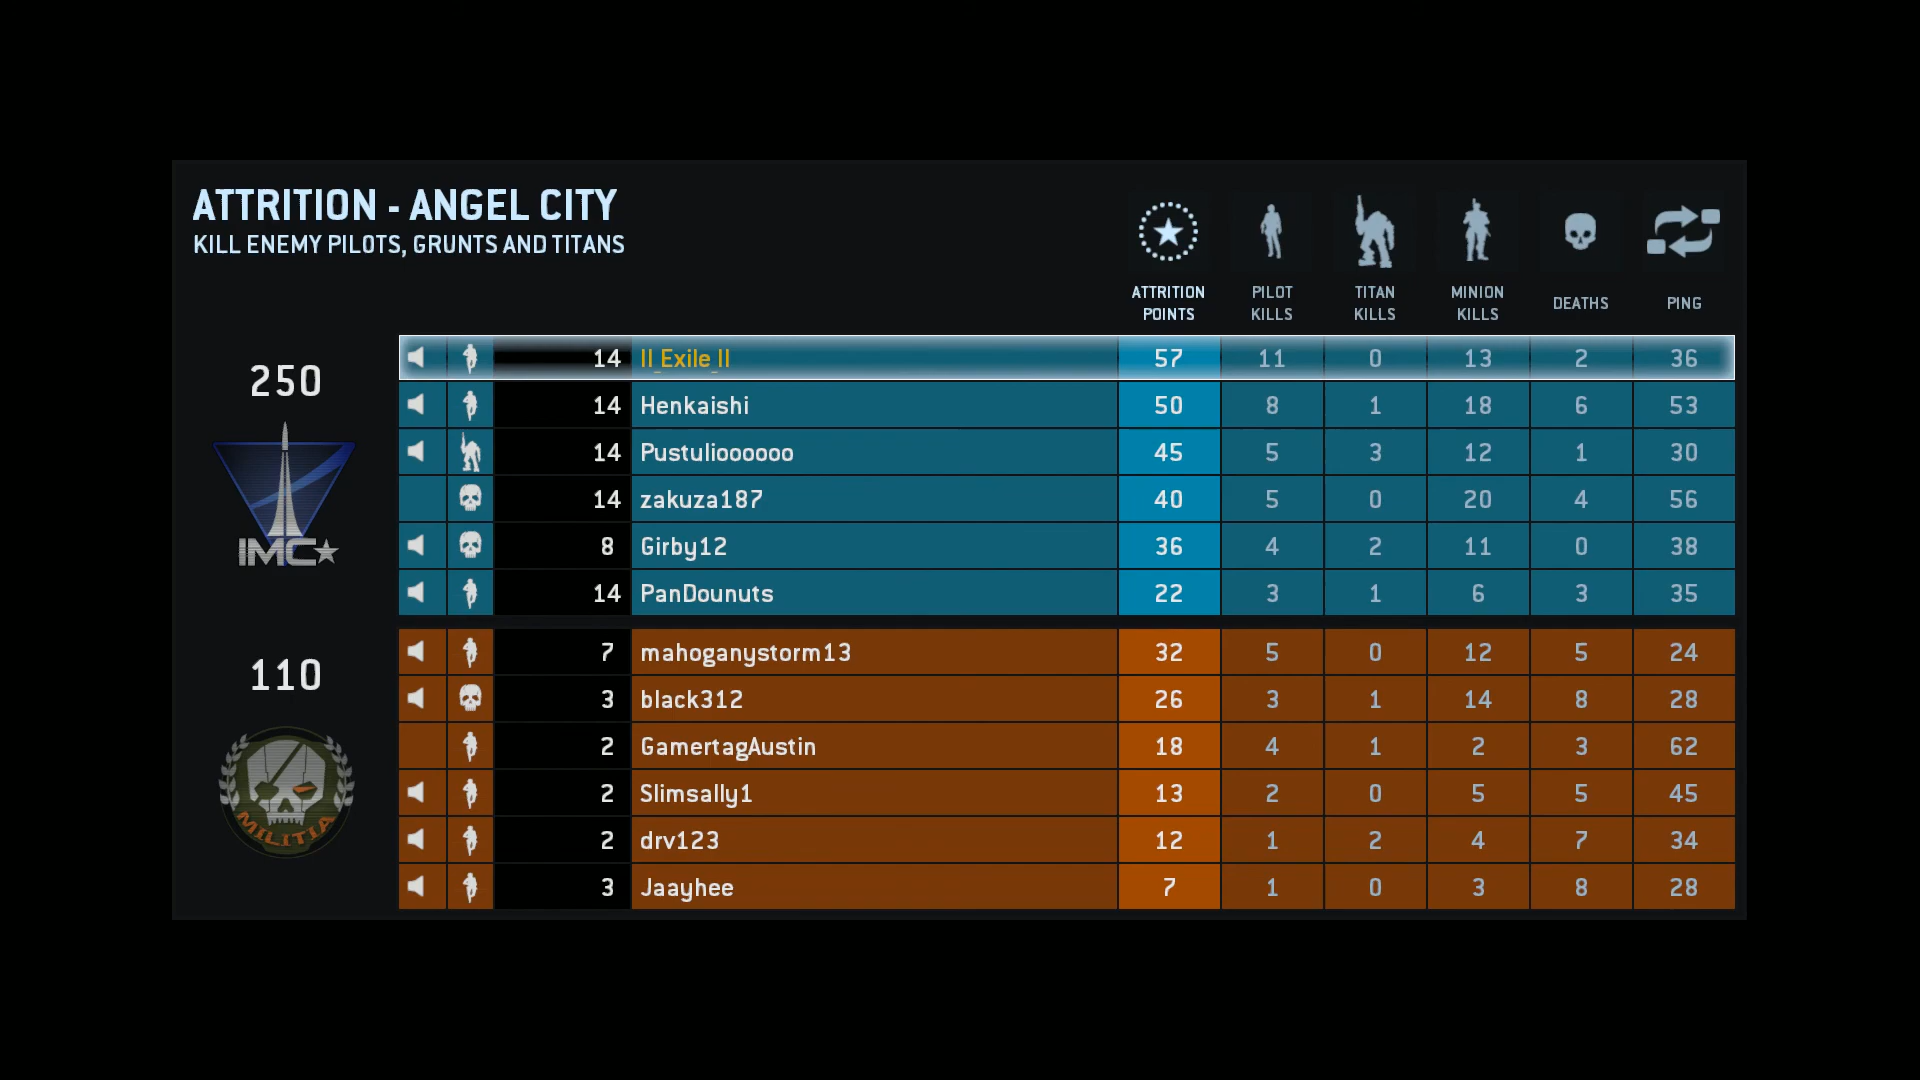 ATTRITION - ANGEL CITY
KILL ENEMY PILOTS, GRUNTS AND TITANS
ATTRITION POINTS PILOT KILLS TITAN KILLS MINION KILLS DEATHS PING
250
IMC
14 II_Exile_II 57 11 0 13 2 36
14 Henkaishi 50 8 1 18 6 53
14 Pustulioooooo 45 5 3 12 1 30
14 zakuza187 40 5 0 20 4 56
8 Girby12 36 4 2 11 0 38
14 PanDounuts 22 3 1 6 3 35
110
MILITIA
7 mahoganystorm13 32 5 0 12 5 24
3 black312 26 3 1 14 8 28
2 GamertagAustin 18 4 1 2 3 62
2 Slimsally1 13 2 0 5 5 45
2 drv123 12 1 2 4 7 34
3 Jaayhee 7 1 0 3 8 28